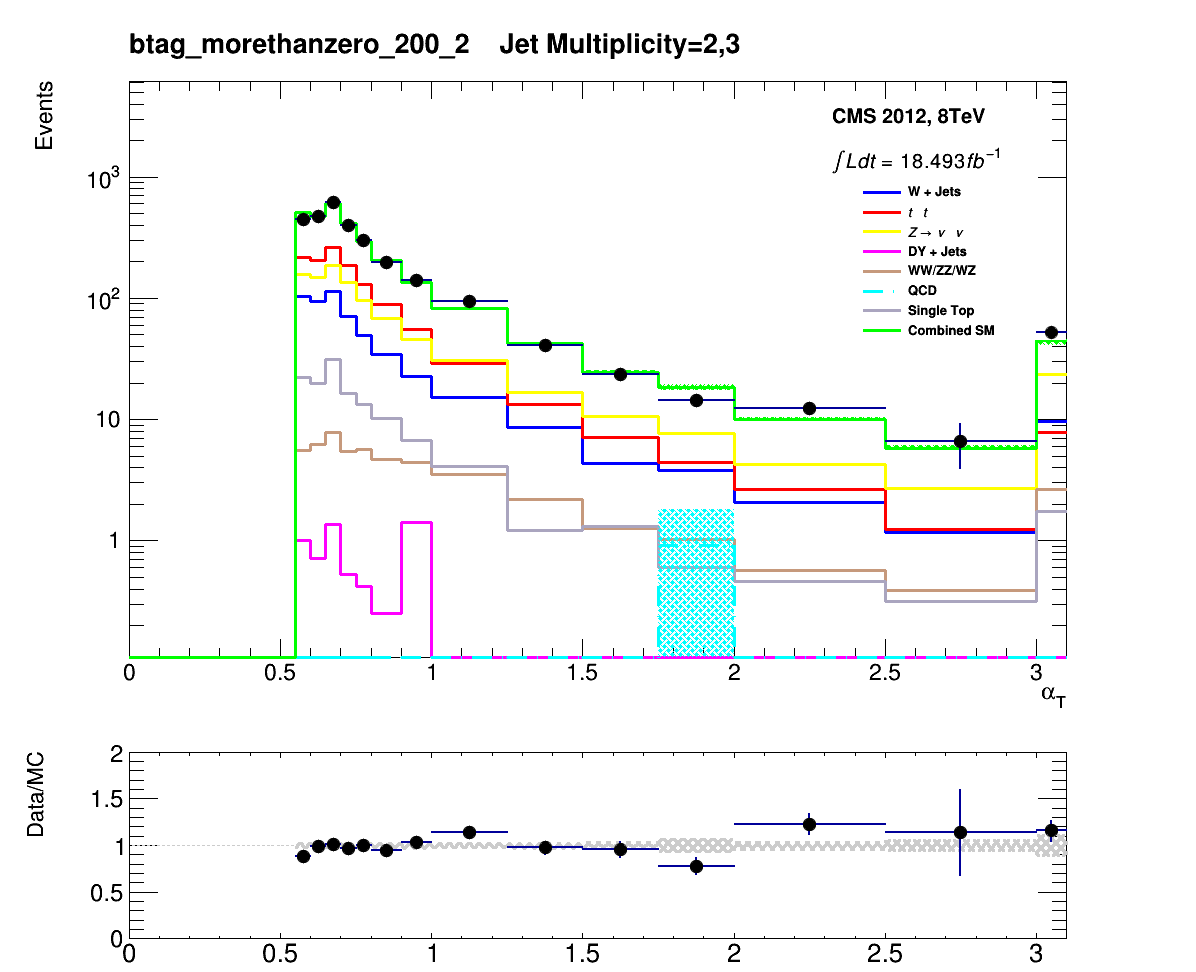 btag_morethanzero_200_2 Jet Multiplicity=2,3
Events
CMS 2012, 8TeV
∫Ldt = 18.493fb⁻¹
W + Jets
t t
Z→ ν ν
DY + Jets
WW/ZZ/WZ
QCD
Single Top
Combined SM
10³
10²
10
1
0 0.5 1 1.5 2 2.5 3
α_T
Data/MC
2
1.5
1
0.5
0
0 0.5 1 1.5 2 2.5 3